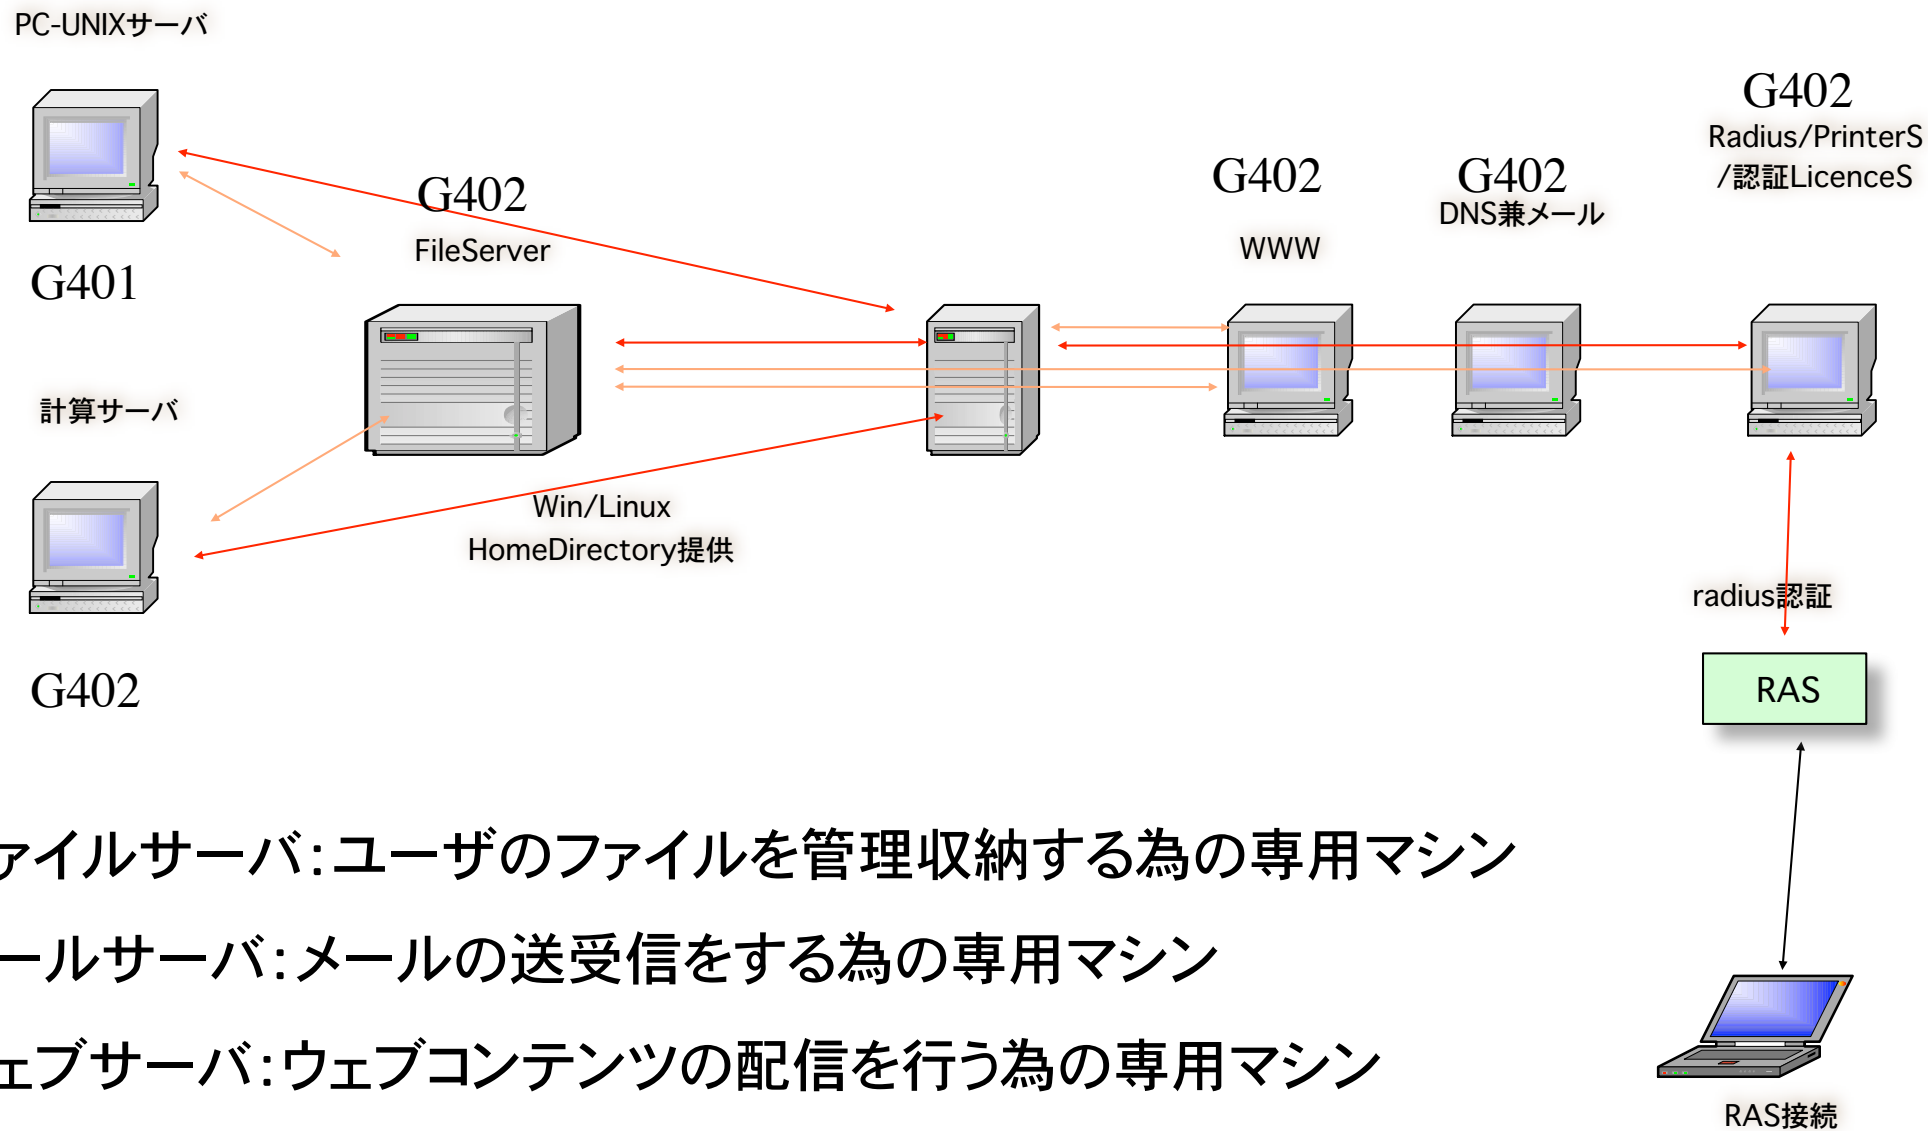 PC-UNIXサーバ
G401
計算サーバ
G402
G402
FileServer
Win/Linux
HomeDirectory提供
G402
WWW
G402
DNS兼メール
G402
Radius/PrinterS
/認証LicenceS
radius認証
RAS
RAS接続
ァイルサーバ：ユーザのファイルを管理収納する為の専用マシン
ールサーバ：メールの送受信をする為の専用マシン
ェブサーバ：ウェブコンテンツの配信を行う為の専用マシン